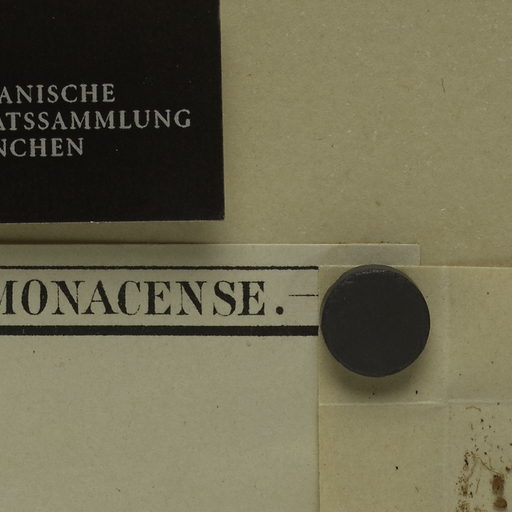 ANISCHE
ATSSAMMLUNG
NCHEN
MONACENSE.